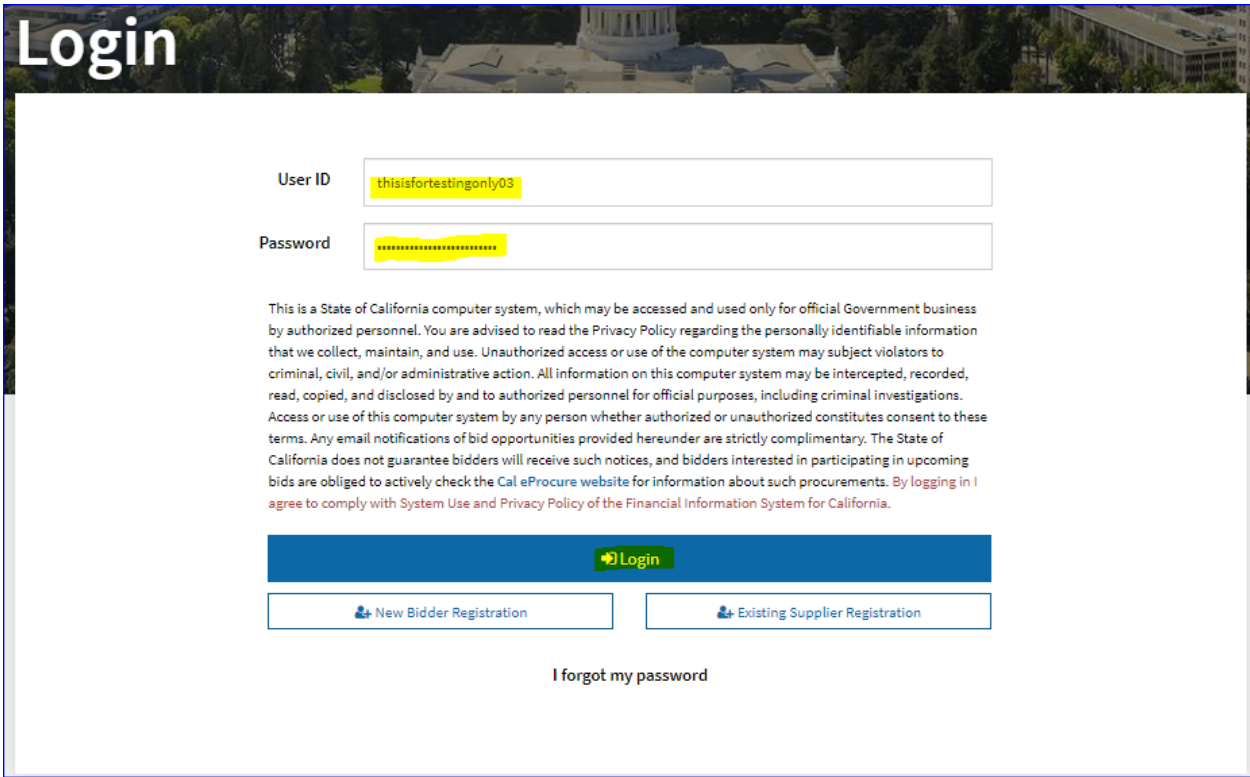 Login
User ID
thisisfortestingonly03
Password
This is a State of California computer system, which may be accessed and used only for official Government business
by authorized personnel. You are advised to read the Privacy Policy regarding the personally identifiable information
that we collect, maintain, and use. Unauthorized access or use of the computer system may subject violators to
criminal, civil, and/or administrative action. All information on this computer system may be intercepted, recorded,
read, copied, and disclosed by and to authorized personnel for official purposes, including criminal investigations.
Access or use of this computer system by any person whether authorized or unauthorized constitutes consent to these
terms. Any email notifications of bid opportunities provided hereunder are strictly complimentary. The State of
California does not guarantee bidders will receive such notices, and bidders interested in participating in upcoming
bids are obliged to actively check the Cal eProcure website for information about such procurements. By logging in I
agree to comply with System Use and Privacy Policy of the Financial Information System for California.
Login
New Bidder Registration
Existing Supplier Registration
I forgot my password